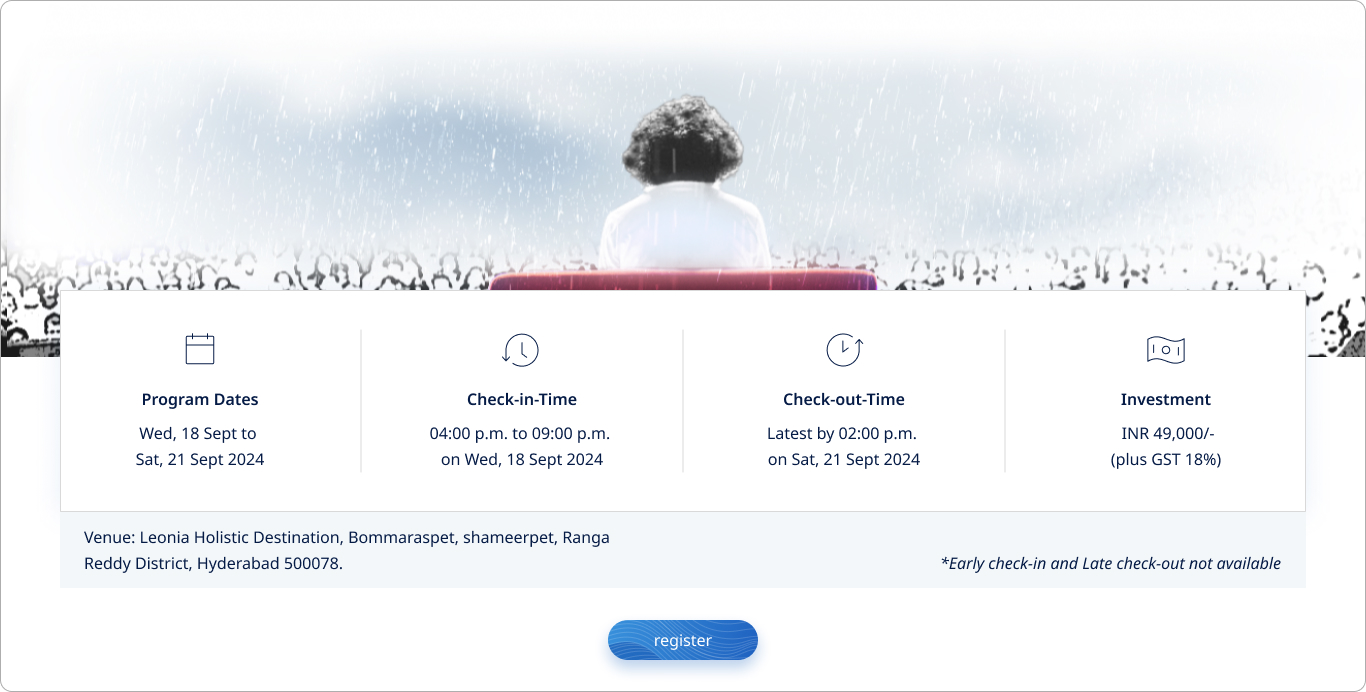 Program Dates
Wed, 18 Sept to
Sat, 21 Sept 2024
Check-in-Time
04:00 p.m. to 09:00 p.m.
on Wed, 18 Sept 2024
Check-out-Time
Latest by 02:00 p.m.
on Sat, 21 Sept 2024
Investment
INR 49,000/-
(plus GST 18%)
Venue: Leonia Holistic Destination, Bommaraspet, shameerpet, Ranga
Reddy District, Hyderabad 500078.
*Early check-in and Late check-out not available
register